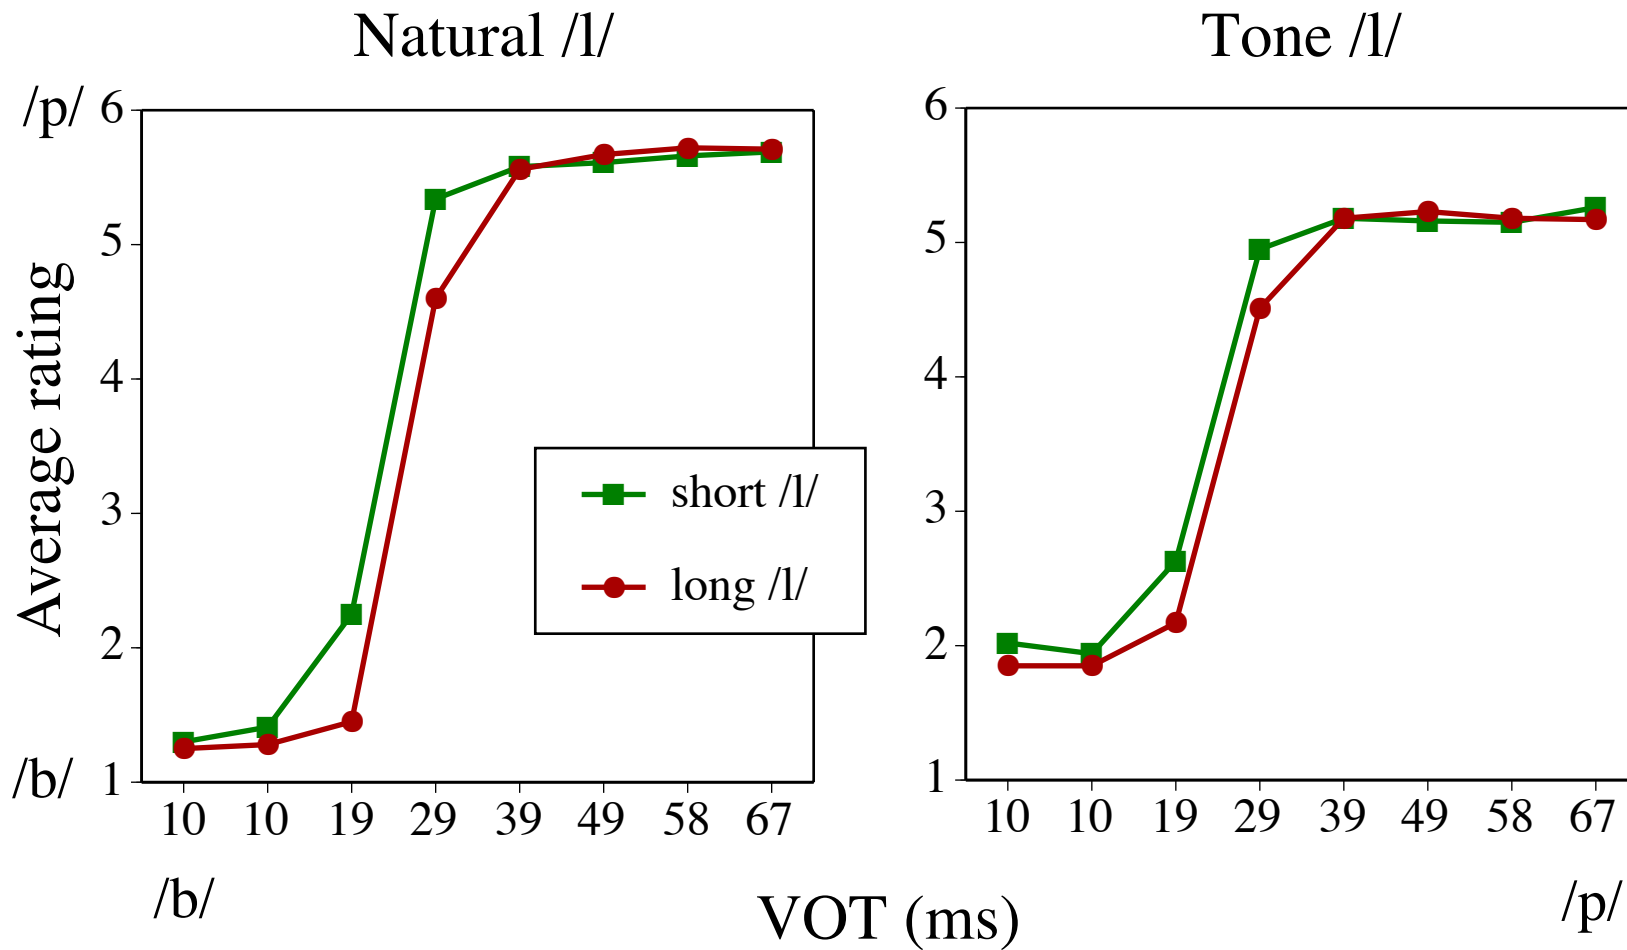 Natural /l/
Tone /l/
/p/
6
5
4
3
2
1
/b/
Average rating
short /l/
long /l/
10 10 19 29 39 49 58 67
6
5
4
3
2
1
10 10 19 29 39 49 58 67
/b/
VOT (ms)
/p/